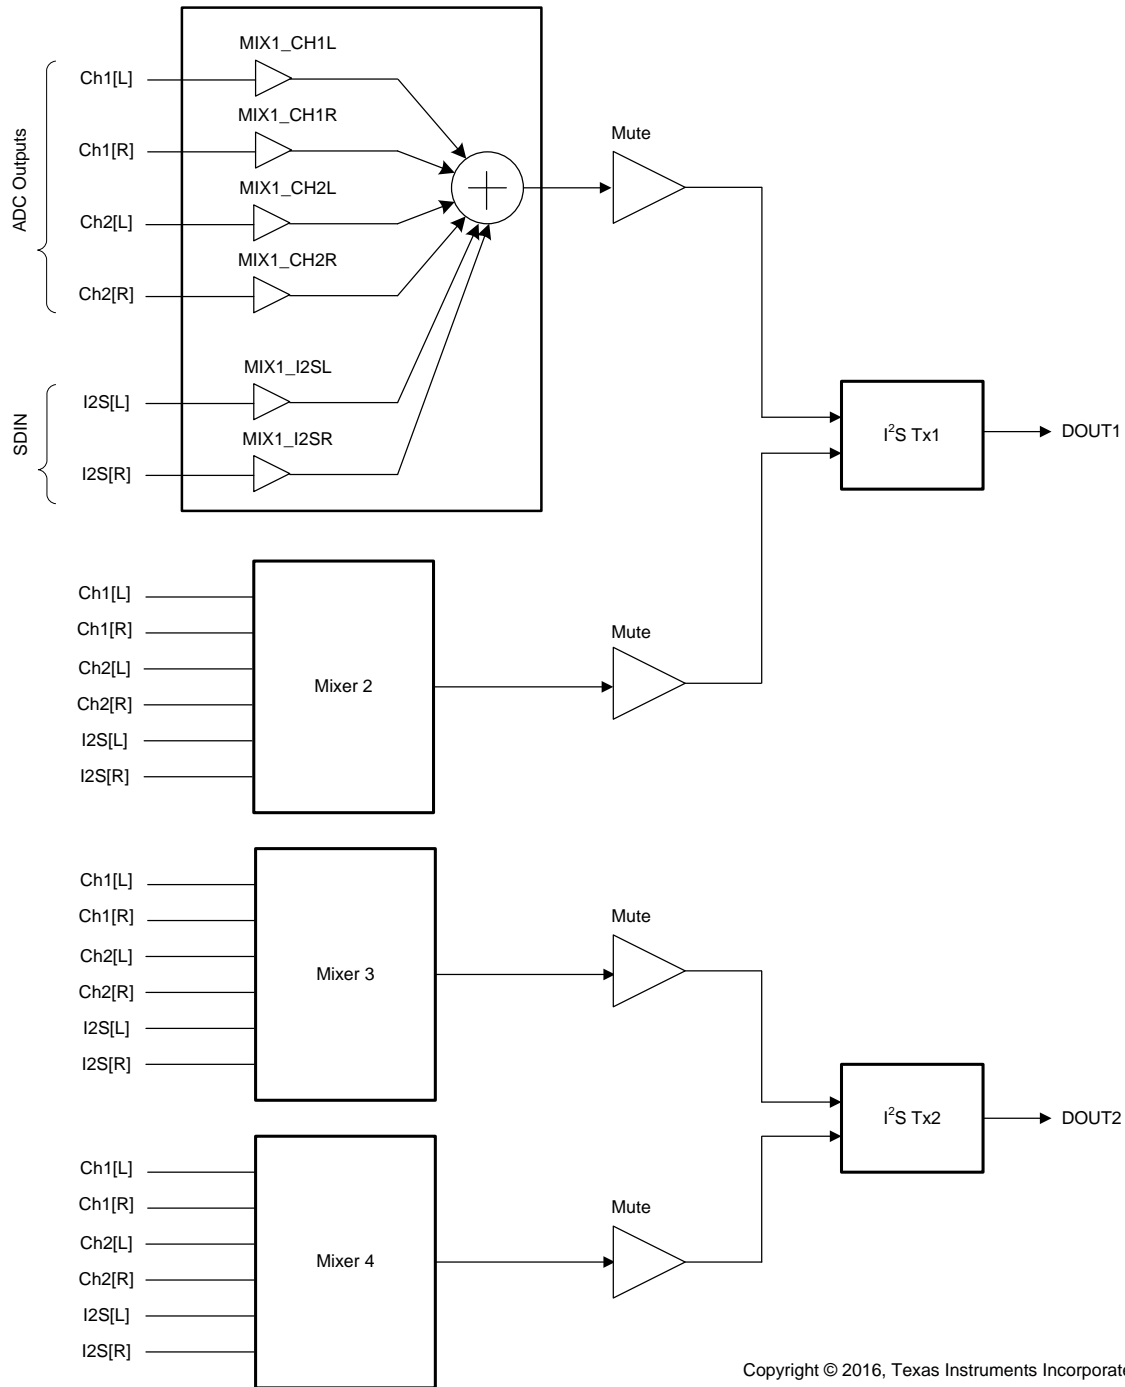 MIX1_CH1L
Ch1[L]
MIX1_CH1R
Ch1[R]
Mute
ADC Outputs
MIX1_CH2L
Ch2[L]
MIX1_CH2R
Ch2[R]
MIX1_I2SL
I2S[L]
SDIN
MIX1_I2SR
I2S[R]
I²S Tx1
DOUT1
Ch1[L]
Ch1[R]
Ch2[L]
Ch2[R]
I2S[L]
I2S[R]
Mixer 2
Mute
Ch1[L]
Ch1[R]
Ch2[L]
Ch2[R]
I2S[L]
I2S[R]
Mixer 3
Mute
I²S Tx2
DOUT2
Ch1[L]
Ch1[R]
Ch2[L]
Ch2[R]
I2S[L]
I2S[R]
Mixer 4
Mute
Copyright © 2016, Texas Instruments Incorporate